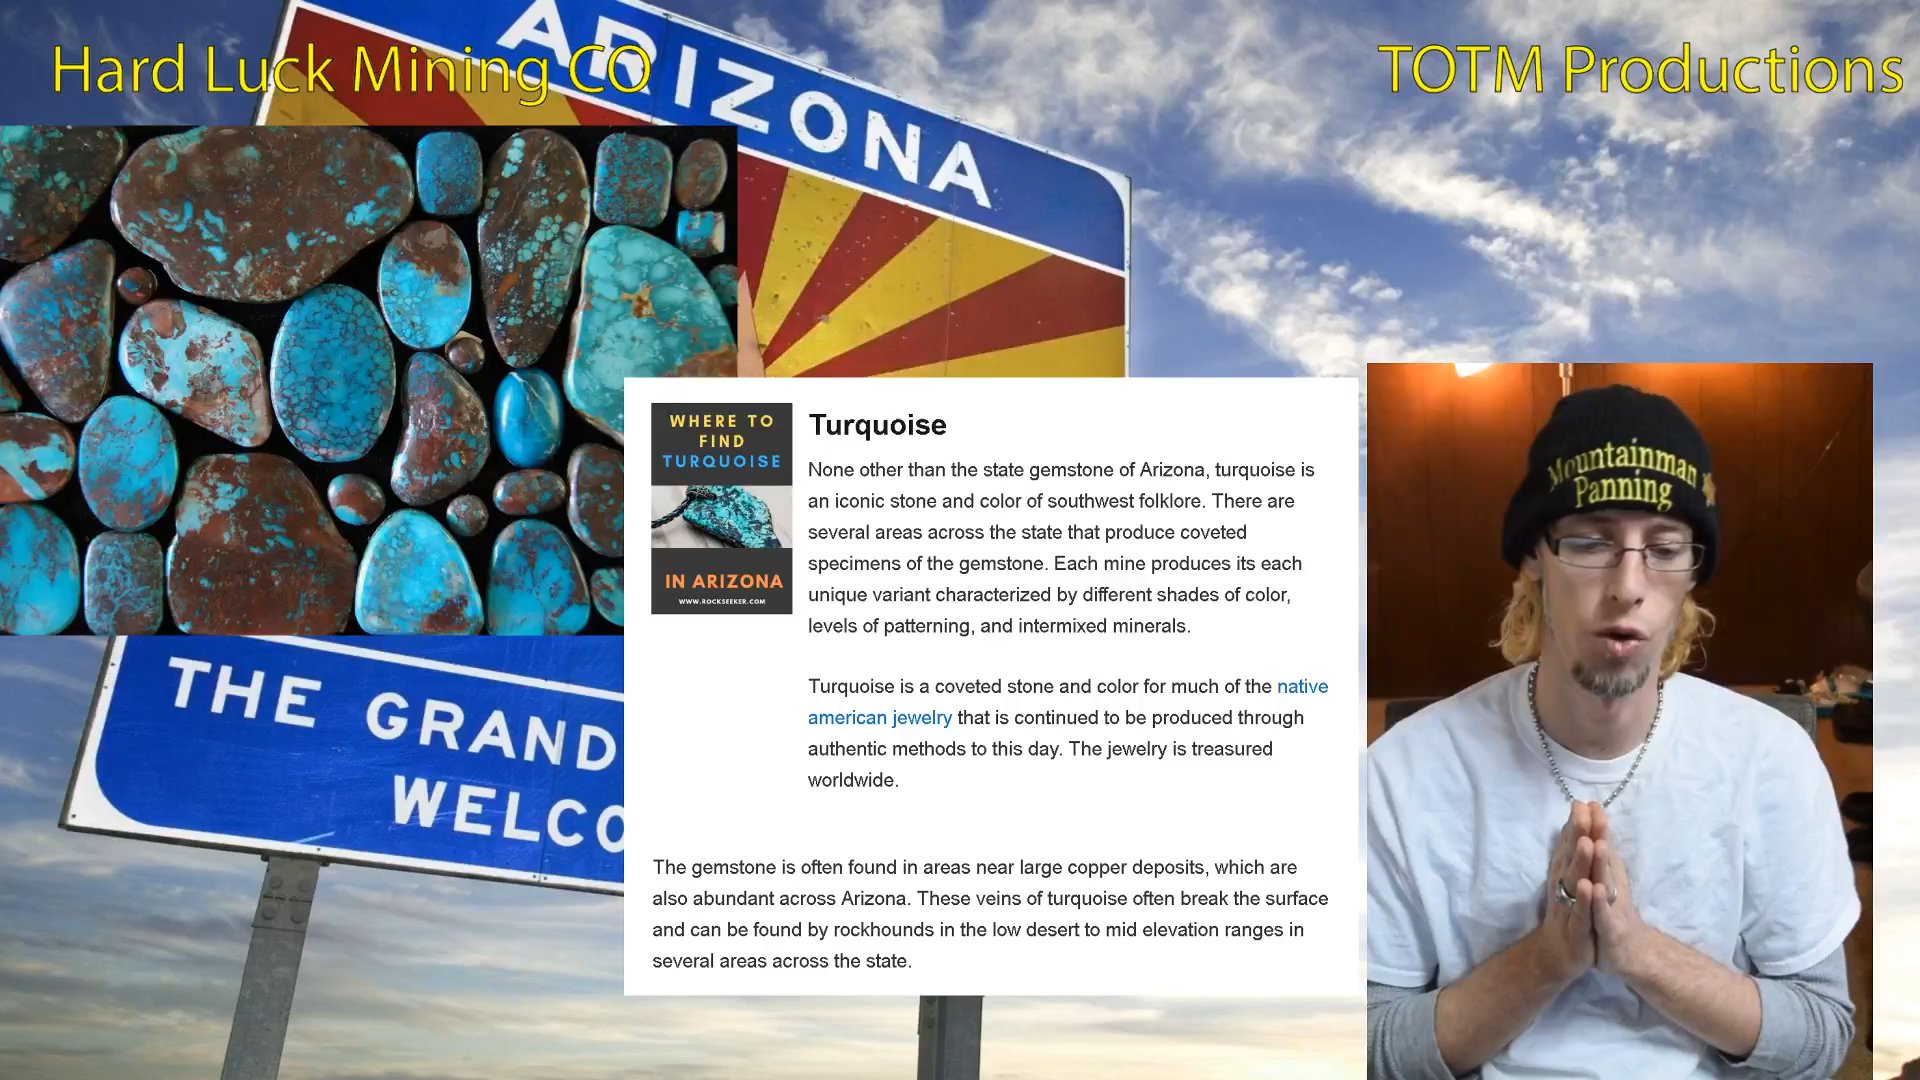 Hard Luck Mining CO
TOTM Productions
ARIZONA
WHERE TO
FIND
TURQUOISE
IN ARIZONA
WWW.ROCKSEEKER.COM
Turquoise
None other than the state gemstone of Arizona, turquoise is
an iconic stone and color of southwest folklore. There are
several areas across the state that produce coveted
specimens of the gemstone. Each mine produces its each
unique variant characterized by different shades of color,
levels of patterning, and intermixed minerals.
Turquoise is a coveted stone and color for much of the native
american jewelry that is continued to be produced through
authentic methods to this day. The jewelry is treasured
worldwide.
The gemstone is often found in areas near large copper deposits, which are
also abundant across Arizona. These veins of turquoise often break the surface
and can be found by rockhounds in the low desert to mid elevation ranges in
several areas across the state.
Mountainman
Panning
THE GRAND
WELCO